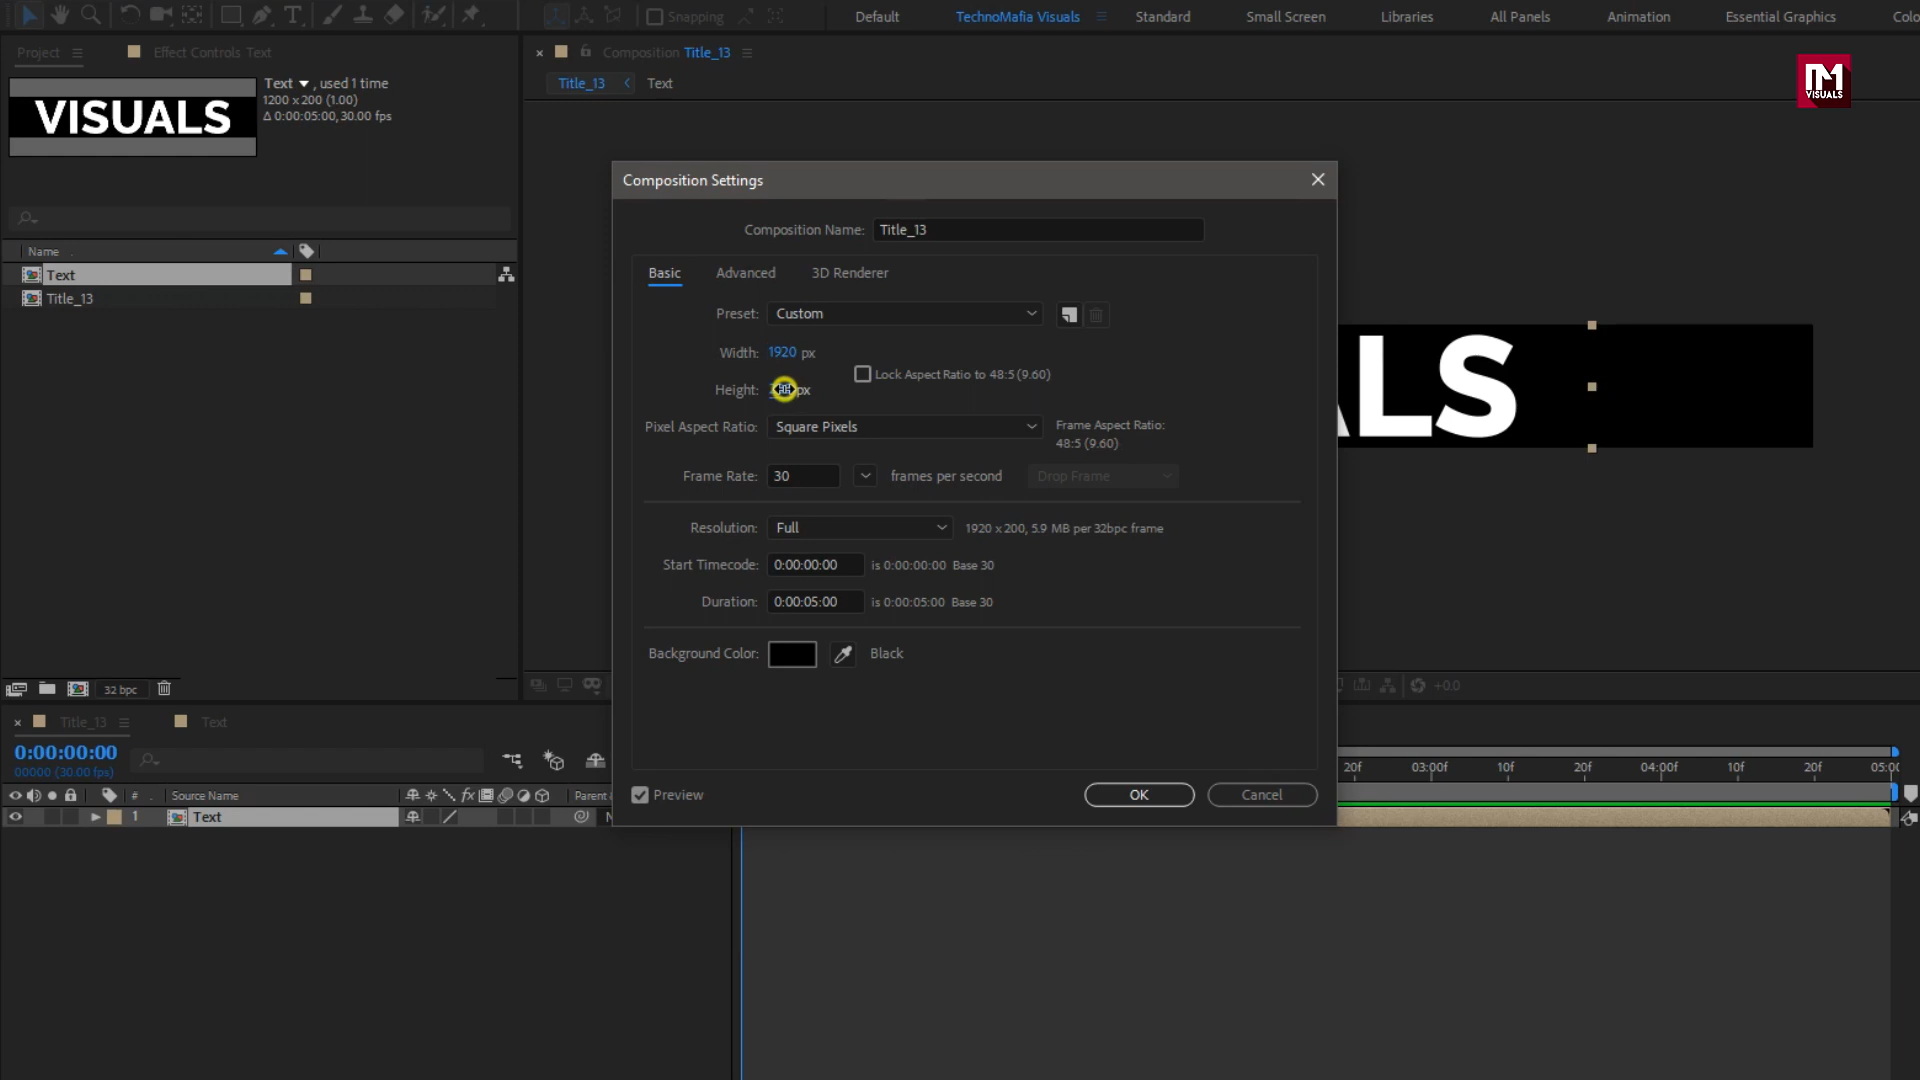 Snapping
Default
TechnoMafia Visuals
Standard
Small Screen
Libraries
All Panels
Animation
Essential Graphics
Colo
Project
Effect Controls Text
Composition Title_13
Text ▼, used 1 time
1200 x 200 (1.00)
Δ 0:00:05:00, 30.00 fps
VISUALS
Title_13
Text
M
VISUALS
Composition Settings
Composition Name: Title_13
Name
Text
Title_13
Basic
Advanced
3D Renderer
Preset: Custom
Width: 1920 px
Lock Aspect Ratio to 48:5 (9.60)
Height: px
Pixel Aspect Ratio: Square Pixels
Frame Aspect Ratio:
48:5 (9.60)
Frame Rate: 30 frames per second
Drop Frame
Resolution: Full
1920 x 200, 5.9 MB per 32bpc frame
Start Timecode: 0:00:00:00 is 0:00:00:00 Base 30
Duration: 0:00:05:00 is 0:00:05:00 Base 30
Background Color: Black
Preview
OK
Cancel
LS
+0.0
32 bpc
Title_13
Text
0:00:00:00
00000 (30.00 fps)
# . Source Name
Parent
1 Text
20f 03:00f 10f 20f 04:00f 10f 20f 05:00